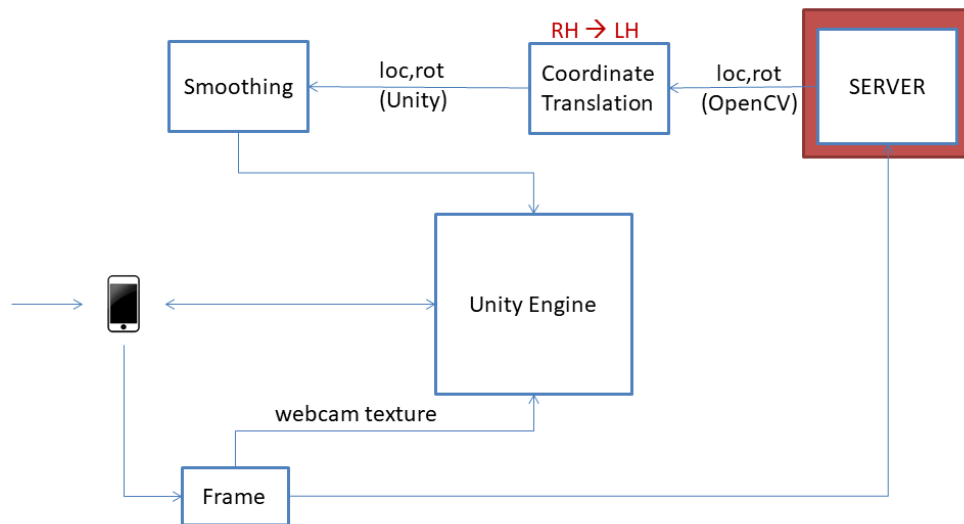 RH → LH
Smoothing
loc,rot
(Unity)
Coordinate
Translation
loc,rot
(OpenCV)
SERVER
Unity Engine
webcam texture
Frame